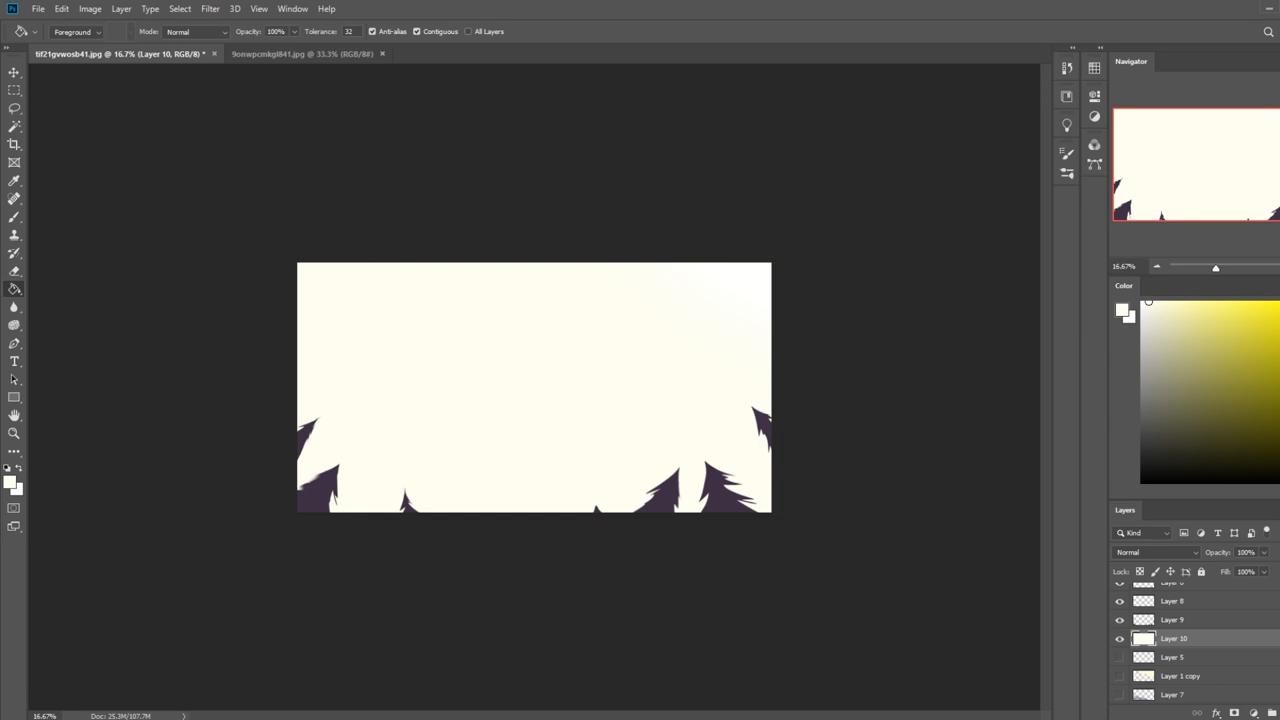 Ps File Edit Image Layer Type Select Filter 3D View Window Help
Foreground Mode: Normal Opacity: 100% Tolerance: 32 Anti-alias Contiguous All Layers
tif21gvwosb41.jpg @ 16.7% (Layer 10, RGB/8) * × 9onwpcmkgl841.jpg @ 33.3% (RGB/8#) ×
Navigator
16.67%
Color
Layers
Kind
Normal Opacity: 100%
Lock: Fill: 100%
Layer 8
Layer 9
Layer 10
Layer 5
Layer 1 copy
Layer 7
fx
16.67% Doc: 25.3M/107.7M